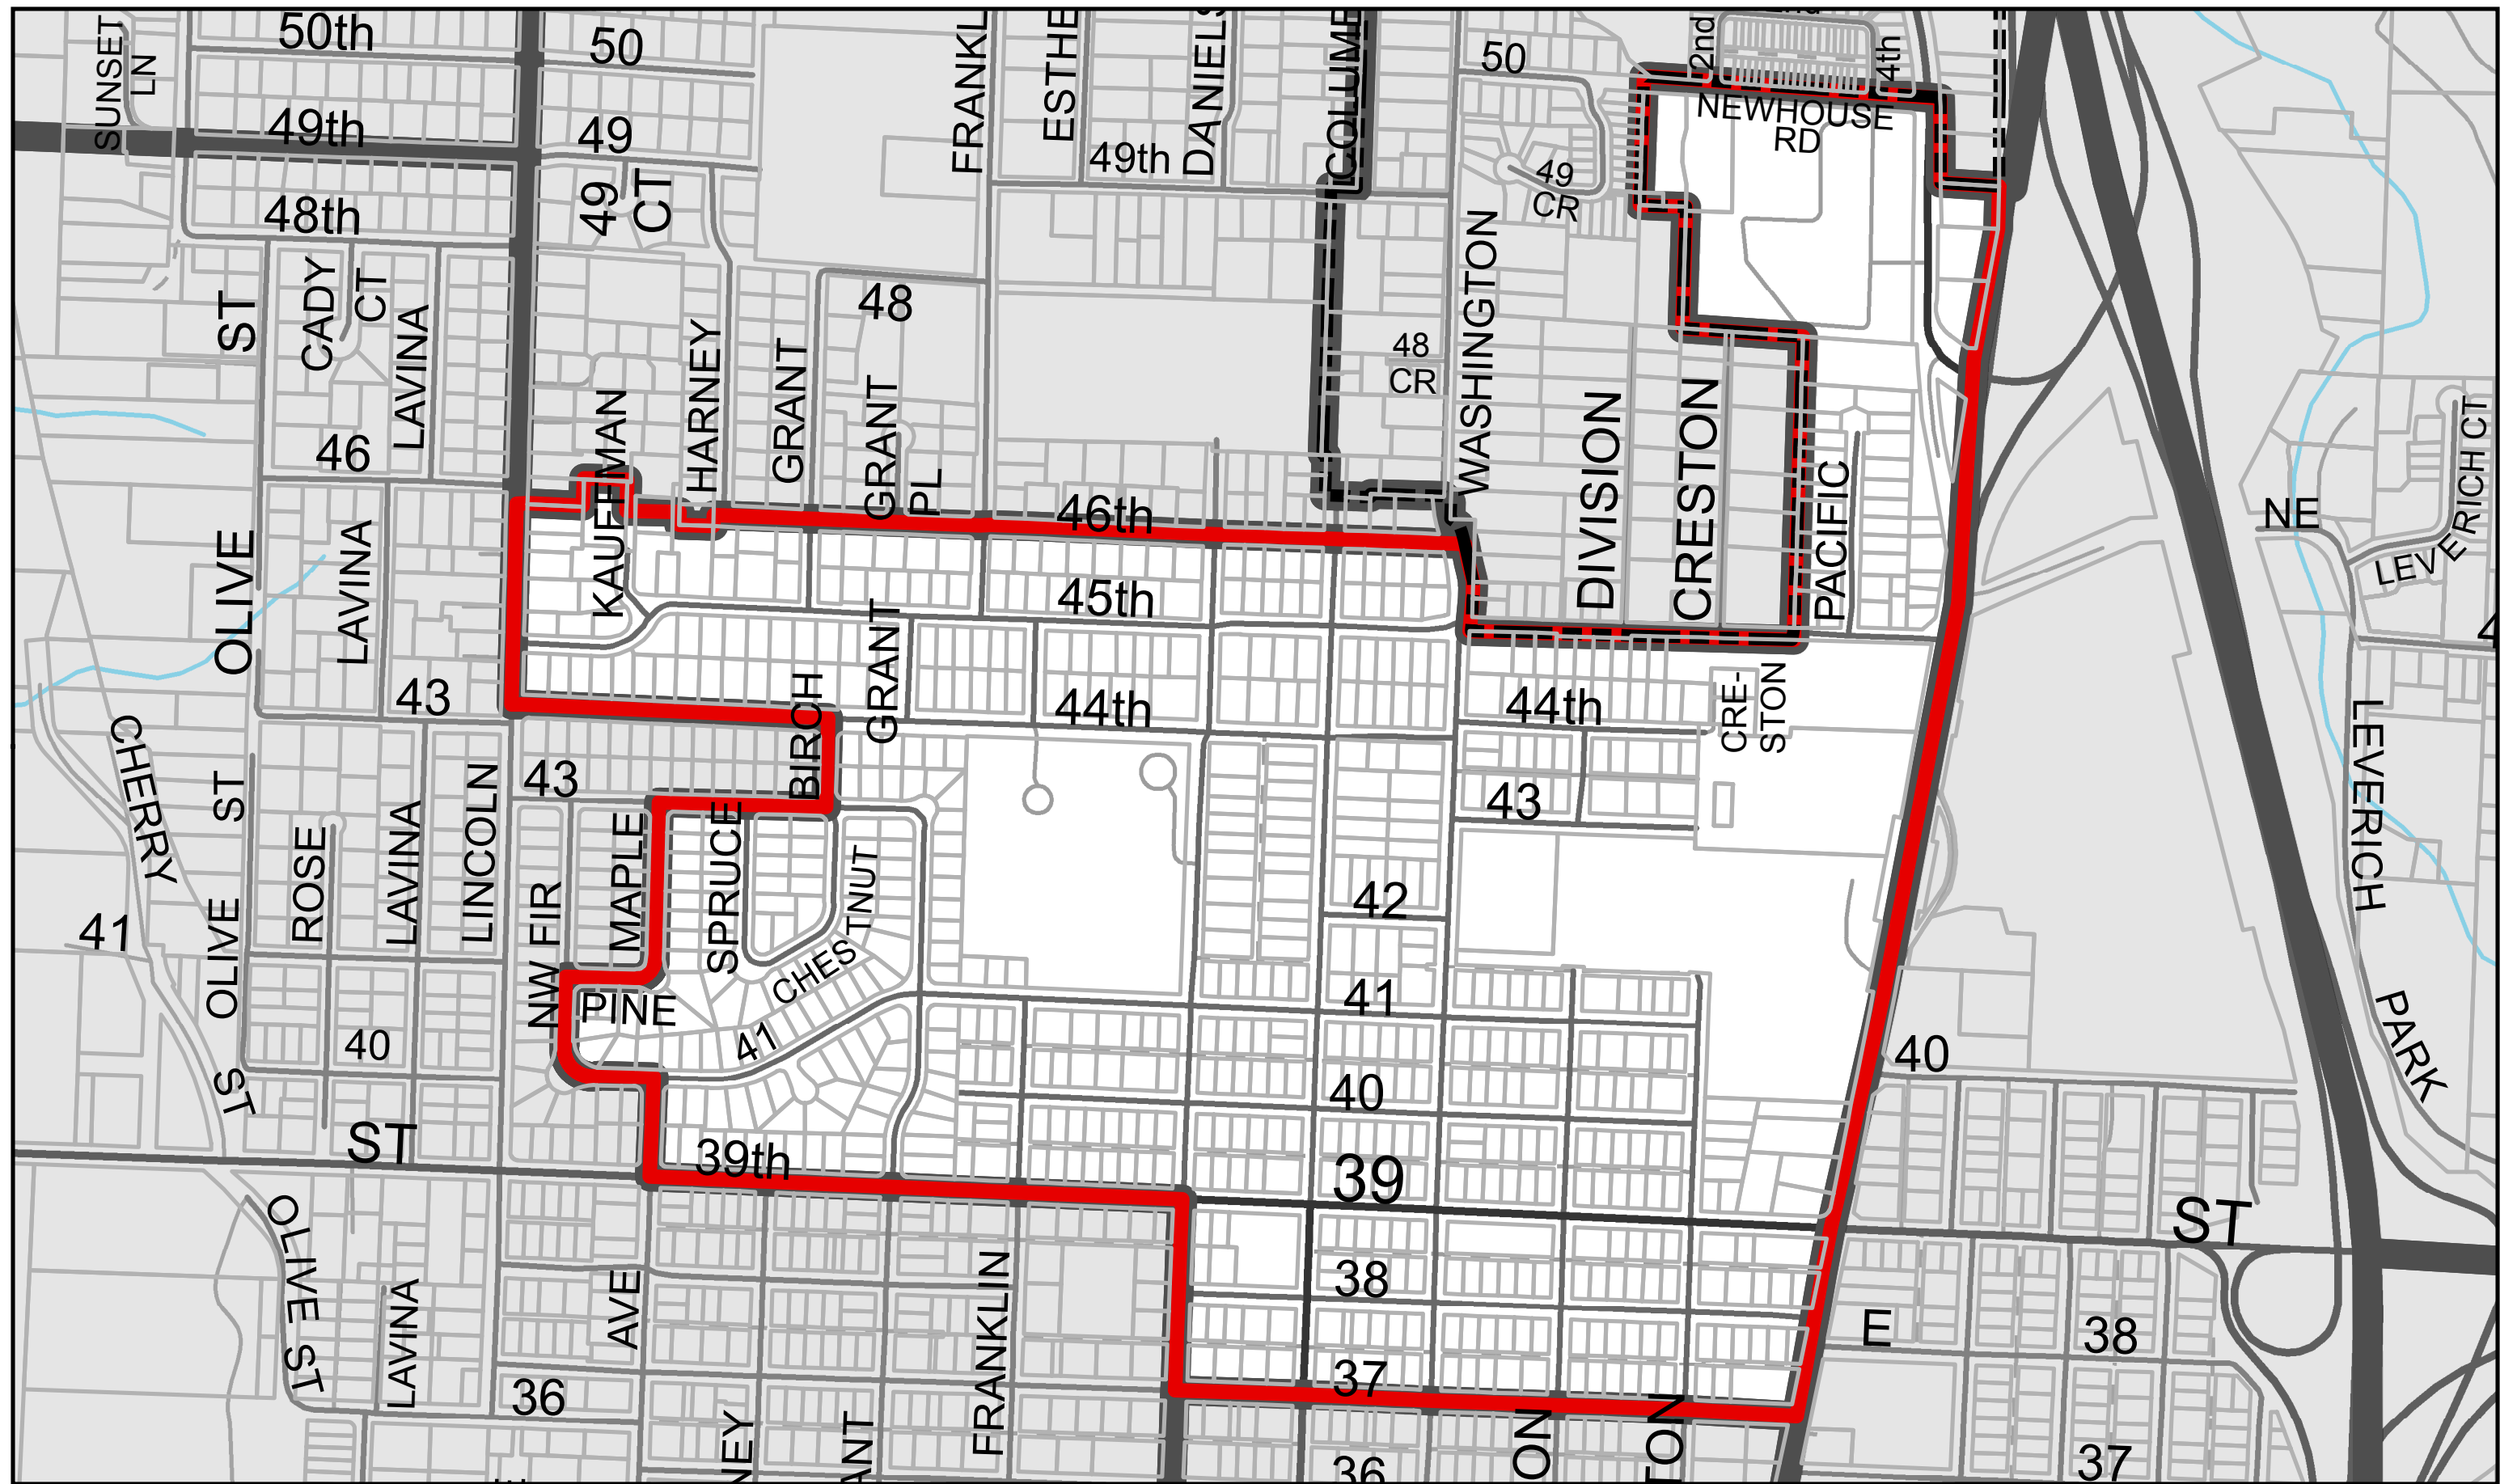 50th
50
49th
49
SUNSET
LN
48th
49
CT
FRANKL
ESTHE
DANIELS
49th
COLUMB
50
2nd
4th
NEWHOUSE
RD
49
CR
48
CR
WASHINGTON
OLIVE ST
CADY
CT
LAVINA
46
48
KAUFFMAN
HARNEY
GRANT
GRANT
PL
46th
45th
DIVISION
CRESTON
PACIFIC
NE
LEVERICH CT
LAVINA
43
BIRCH
GRANT
44th
44th
CRE-
STON
43
43
CHERRY
OLIVE ST
ROSE
LAVINA
LINCOLN
NW FIR
MAPLE
SPRUCE
CHESTNUT
42
41
PINE
41
41
40
40
40
ST
ST
39th
39
LEVERICH
PARK
ST
OLIVE ST
LAVINA
AVE
FRANKLIN
38
E
38
37
36
37
36